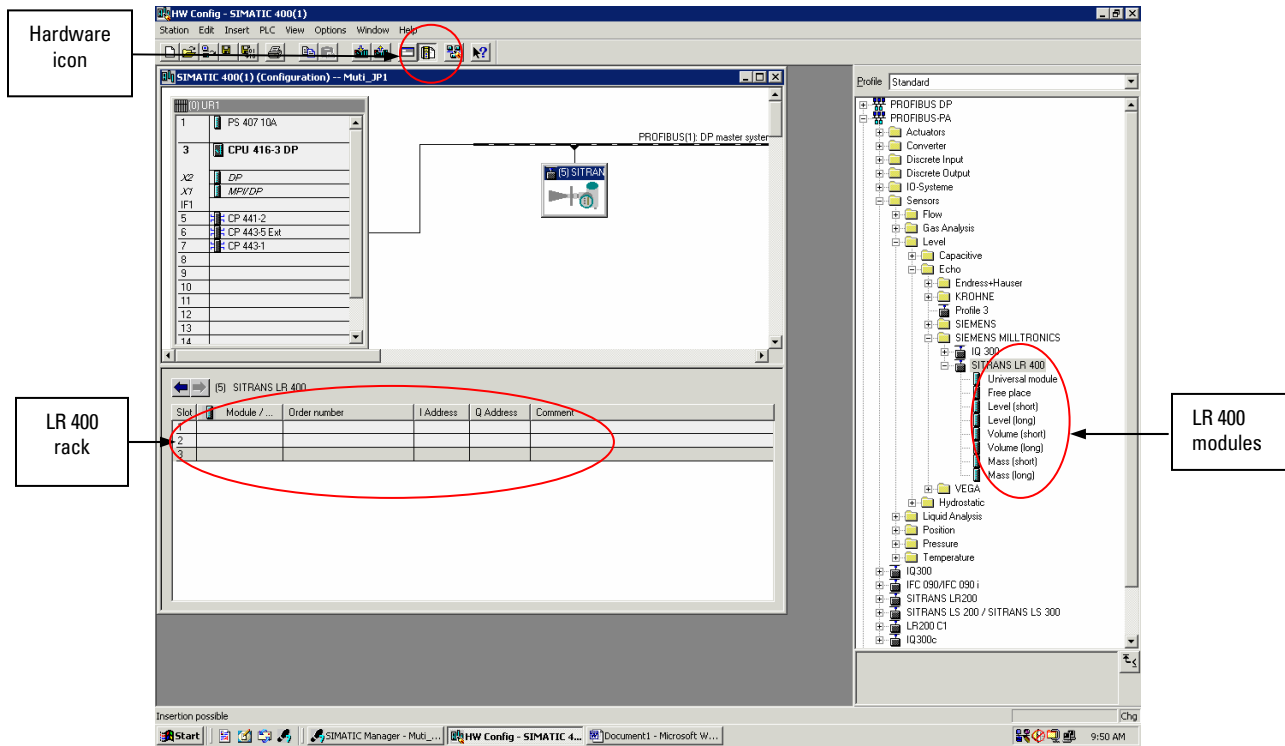 HW Config - SIMATIC 400(1)
Station Edit Insert PLC View Options Window Help
Hardware
icon
SIMATIC 400(1) (Configuration) -- Muti_JP1
(0) UR1
1 PS 407 10A
3 CPU 416-3 DP
X2 DP
X1 MPI/DP
IF1
5 CP 441-2
6 CP 443-5 Ext
7 CP 443-1
8
9
10
11
12
13
14
PROFIBUS(1): DP master system
(5) SITRAN
(5) SITRANS LR 400
Slot Module / ... Order number I Address Q Address Comment
1
2
3
LR 400
rack
Profile Standard
PROFIBUS DP
PROFIBUS-PA
Actuators
Converter
Discrete Input
Discrete Output
IO-Systeme
Sensors
Flow
Gas Analysis
Level
Capacitive
Echo
Endress+Hauser
KROHNE
Profile 3
SIEMENS
SIEMENS MILLTRONICS
IQ 300
SITRANS LR 400
Universal module
Free place
Level (short)
Level (long)
Volume (short)
Volume (long)
Mass (short)
Mass (long)
VEGA
Hydrostatic
Liquid Analysis
Position
Pressure
Temperature
IQ300
IFC 090/IFC 090 i
SITRANS LR200
SITRANS LS 200 / SITRANS LS 300
LR200 C1
IQ300c
LR 400
modules
Insertion possible
Chg
Start
SIMATIC Manager - Muti_...
HW Config - SIMATIC 4...
Document1 - Microsoft W...
9:50 AM